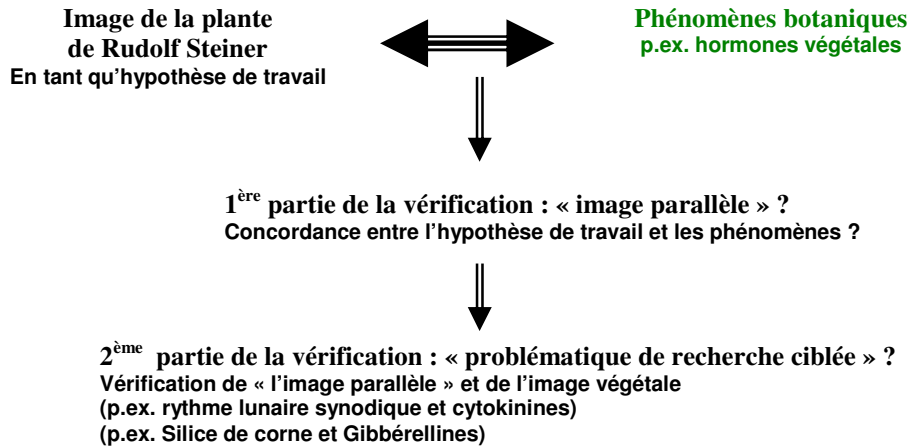 Image de la plante
de Rudolf Steiner
En tant qu'hypothèse de travail
Phénomènes botaniques
p.ex. hormones végétales
1ère partie de la vérification : « image parallèle » ?
Concordance entre l'hypothèse de travail et les phénomènes ?
2ème partie de la vérification : « problématique de recherche ciblée » ?
Vérification de « l'image parallèle » et de l'image végétale
(p.ex. rythme lunaire synodique et cytokinines)
(p.ex. Silice de corne et Gibbérellines)